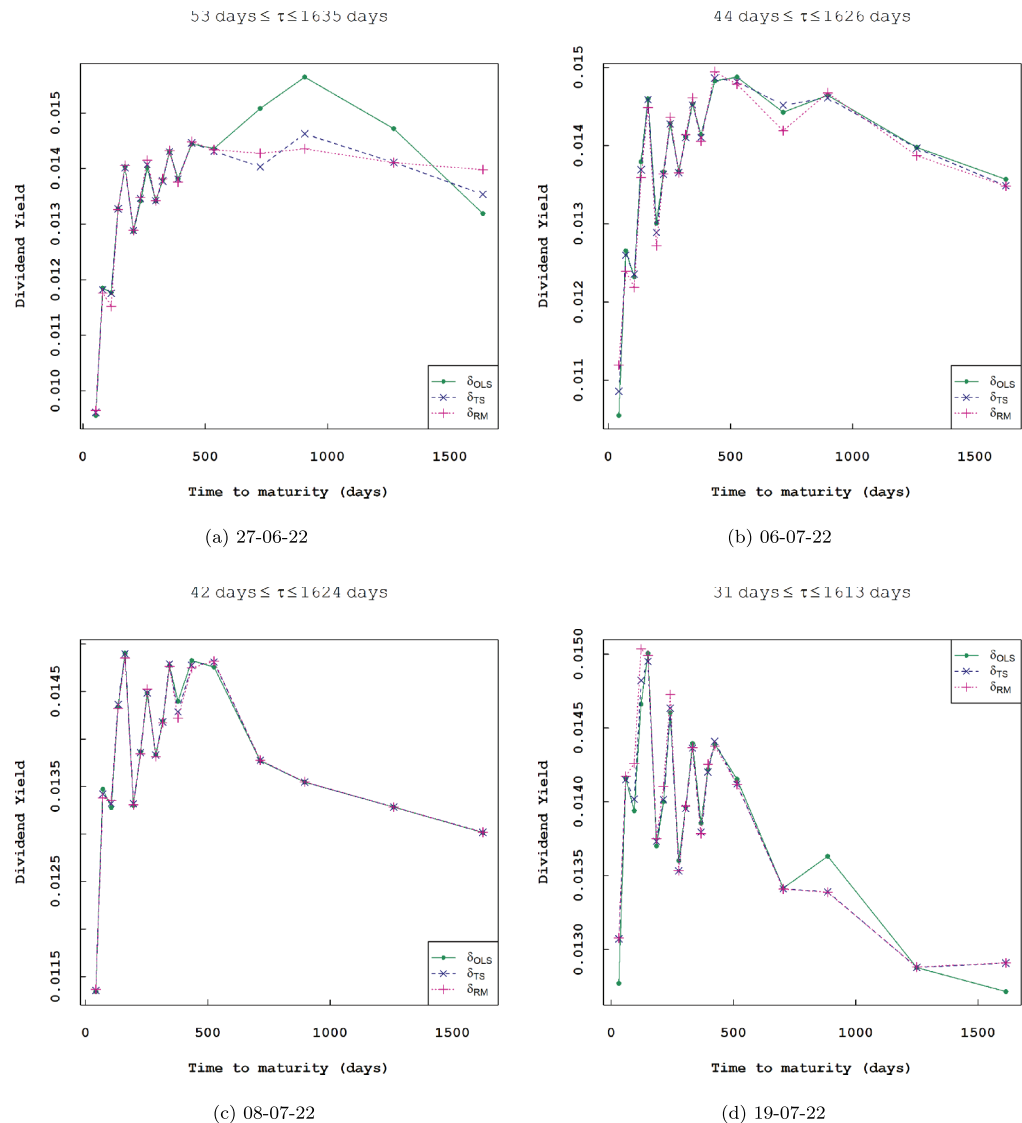 53 days ≤ τ ≤ 1635 days
Dividend Yield
0.015
0.014
0.013
0.012
0.011
0.010
δOLS
δTS
δRM
0 500 1000 1500
Time to maturity (days)
(a) 27-06-22
44 days ≤ τ ≤ 1626 days
Dividend Yield
0.015
0.014
0.013
0.012
0.011
δOLS
δTS
δRM
0 500 1000 1500
Time to maturity (days)
(b) 06-07-22
42 days ≤ τ ≤ 1624 days
Dividend Yield
0.0145
0.0135
0.0125
0.0115
δOLS
δTS
δRM
0 500 1000 1500
Time to maturity (days)
(c) 08-07-22
31 days ≤ τ ≤ 1613 days
Dividend Yield
0.0150
0.0145
0.0140
0.0135
0.0130
δOLS
δTS
δRM
0 500 1000 1500
Time to maturity (days)
(d) 19-07-22